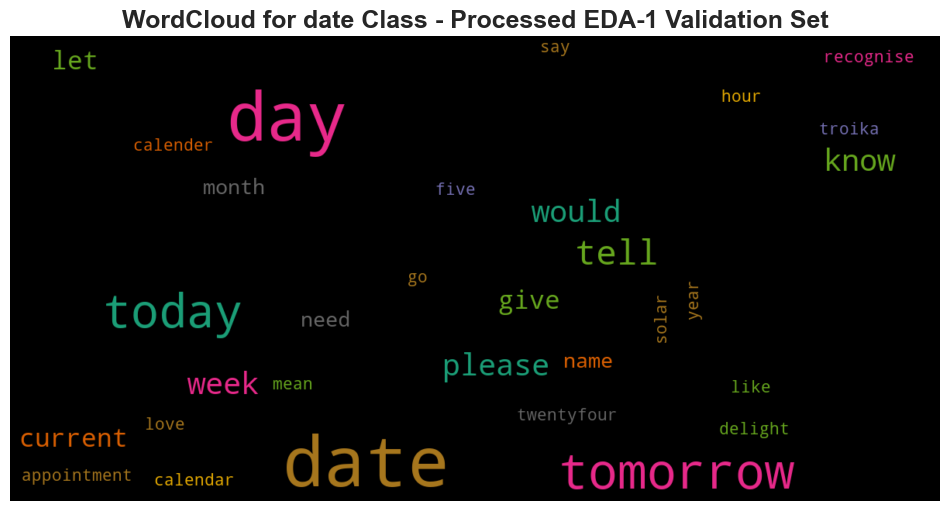 WordCloud for date Class - Processed EDA-1 Validation Set
say
let
recognise
hour
day
troika
calender
know
month
five
would
tell
go
give
year
solar
today
need
please
name
week
mean
like
twentyfour
love
delight
current
date
tomorrow
appointment
calendar